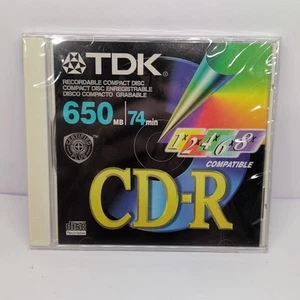 TDK
RECORDABLE COMPACT DISC
COMPACT DISC ENREGISTRABLE
DISCO COMPACTO GRABABLE
650 MB | 74 min
1x 2x 4x 6x 8x
COMPATIBLE
CD-R